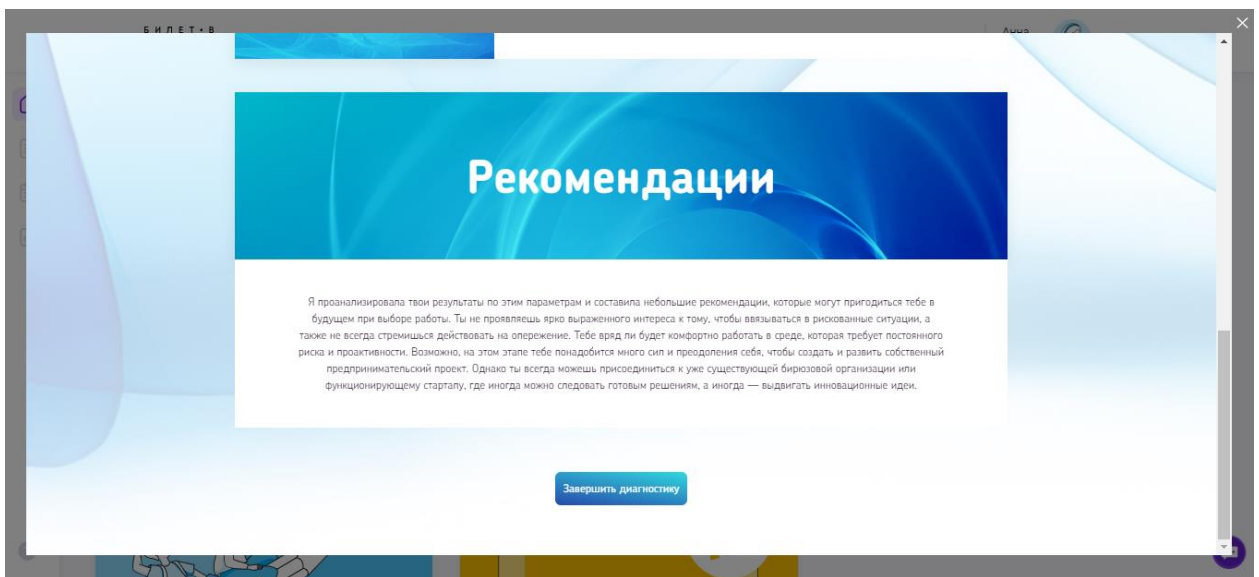 БИЛЕТ•В
Анна
Рекомендации
Я проанализировала твои результаты по этим параметрам и составила небольшие рекомендации, которые могут пригодиться тебе в
будущем при выборе работы. Ты не проявляешь ярко выраженного интереса к тому, чтобы ввязываться в рискованные ситуации, а
также не всегда стремишься действовать на опережение. Тебе вряд ли будет комфортно работать в среде, которая требует постоянного
риска и проактивности. Возможно, на этом этапе тебе понадобится много сил и преодоления себя, чтобы создать и развить собственный
предпринимательский проект. Однако ты всегда можешь присоединиться к уже существующей бирюзовой организации или
функционирующему стартапу, где иногда можно следовать готовым решениям, а иногда — выдвигать инновационные идеи.
Завершить диагностику